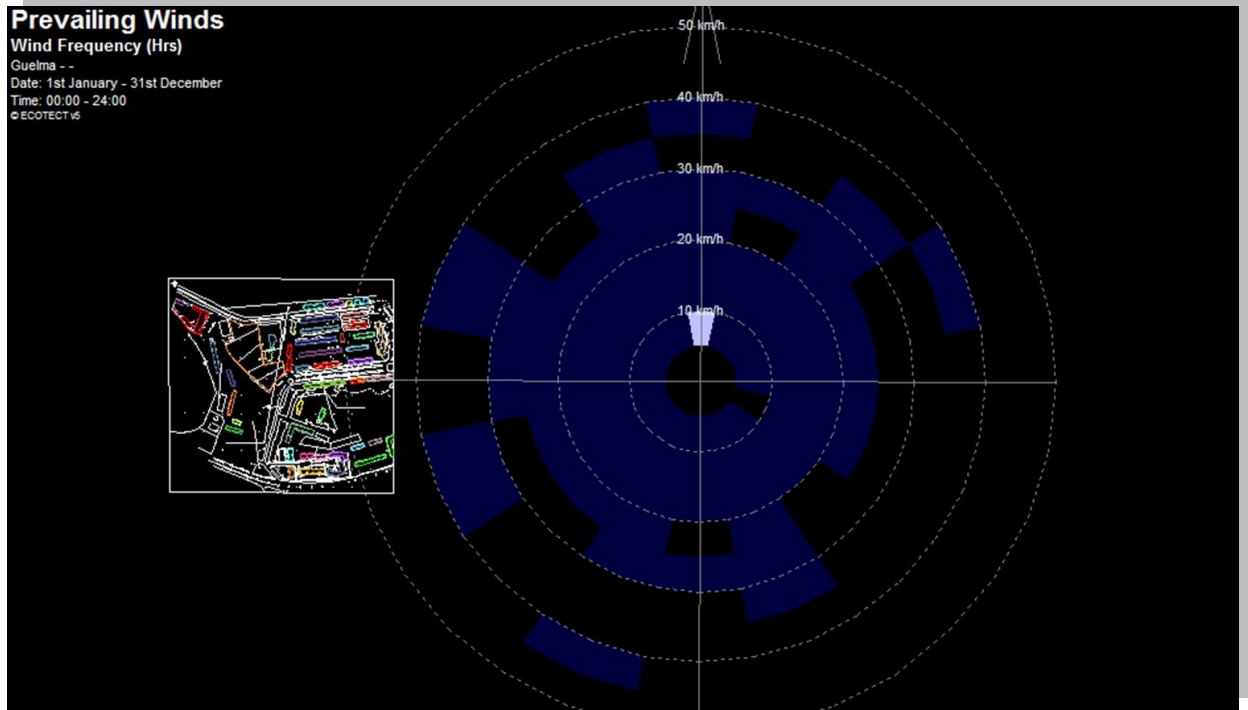 Prevailing Winds
Wind Frequency (Hrs)
Guelma - -
Date: 1st January - 31st December
Time: 00:00 - 24:00
© ECOTECT v5
50 km/h
40 km/h
30 km/h
20 km/h
10 km/h